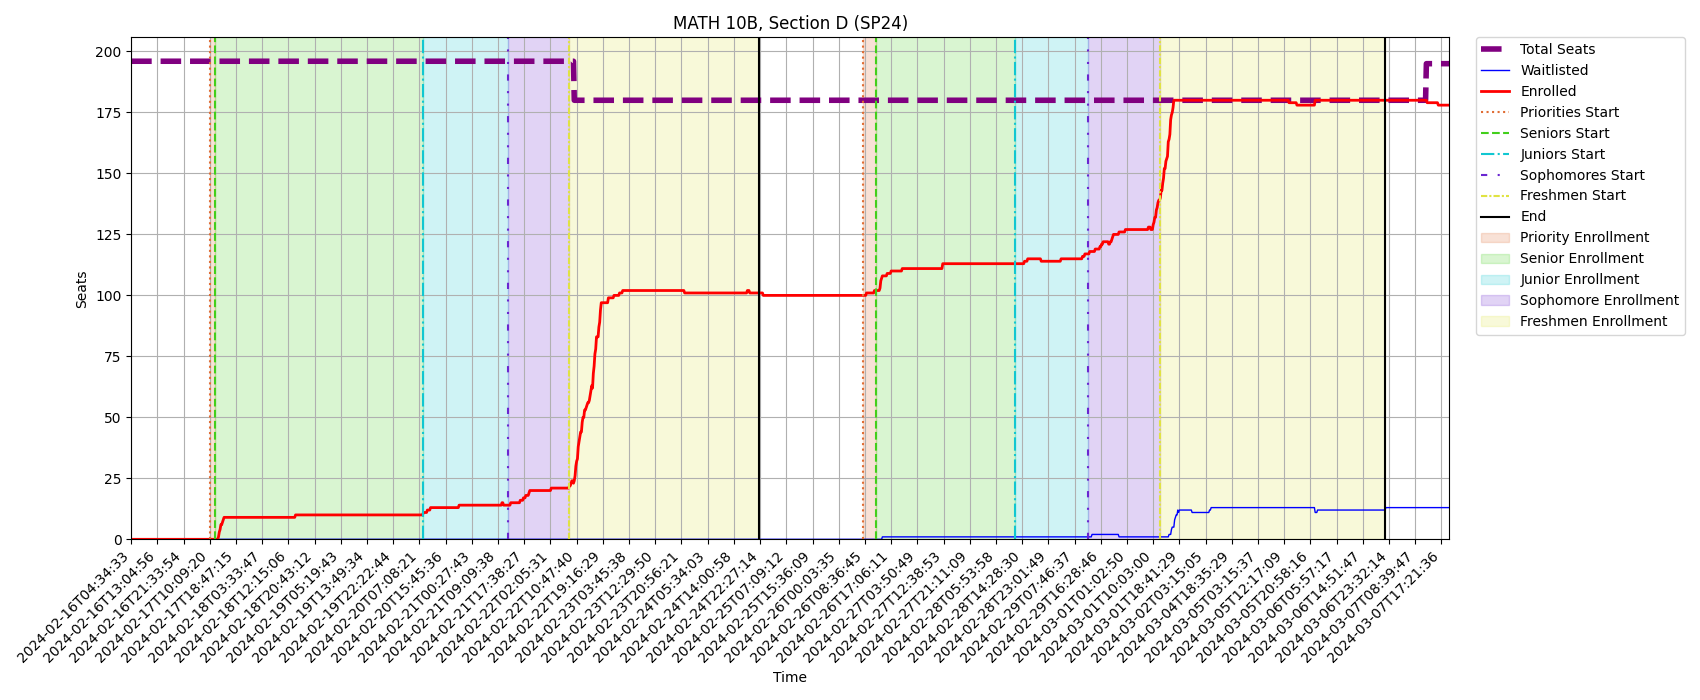 MATH 10B, Section D (SP24)
Seats
200
175
150
125
100
75
50
25
0
2024-02-16T04:34:33
2024-02-16T13:04:56
2024-02-16T21:33:54
2024-02-17T10:09:20
2024-02-17T18:47:15
2024-02-18T03:33:47
2024-02-18T12:15:06
2024-02-18T20:43:12
2024-02-19T05:19:43
2024-02-19T13:49:34
2024-02-19T22:22:44
2024-02-20T07:08:21
2024-02-20T15:45:36
2024-02-21T00:27:43
2024-02-21T09:09:38
2024-02-21T17:38:27
2024-02-22T02:05:31
2024-02-22T10:47:40
2024-02-22T19:16:29
2024-02-23T03:45:38
2024-02-23T12:29:50
2024-02-23T20:56:21
2024-02-24T05:34:03
2024-02-24T14:00:58
2024-02-24T22:27:14
2024-02-25T07:09:12
2024-02-25T15:36:09
2024-02-26T00:03:35
2024-02-26T08:36:45
2024-02-26T17:06:11
2024-02-27T03:50:49
2024-02-27T12:38:53
2024-02-27T21:11:09
2024-02-28T05:53:58
2024-02-28T14:28:30
2024-02-28T23:01:49
2024-02-29T07:46:37
2024-02-29T16:28:46
2024-03-01T01:02:50
2024-03-01T10:03:00
2024-03-01T18:41:29
2024-03-02T03:15:05
2024-03-04T18:35:29
2024-03-05T03:15:37
2024-03-05T12:17:09
2024-03-05T20:58:16
2024-03-06T05:57:17
2024-03-06T14:51:47
2024-03-06T23:32:14
2024-03-07T08:39:47
2024-03-07T17:21:36
Time
Total Seats
Waitlisted
Enrolled
Priorities Start
Seniors Start
Juniors Start
Sophomores Start
Freshmen Start
End
Priority Enrollment
Senior Enrollment
Junior Enrollment
Sophomore Enrollment
Freshmen Enrollment